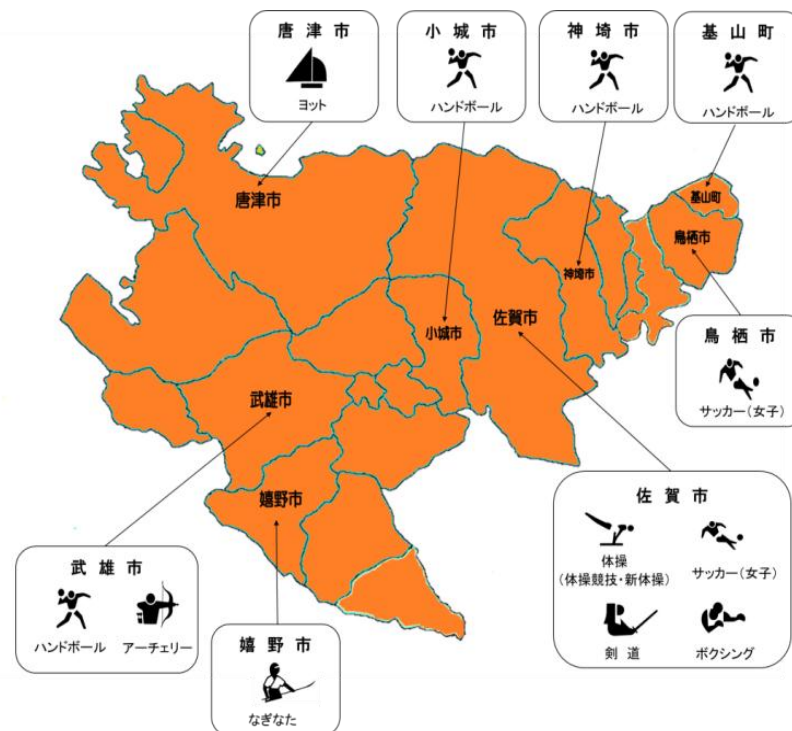 唐津市
ヨット
小城市
ハンドボール
神埼市
ハンドボール
基山町
ハンドボール
唐津市
基山町
鳥栖市
神埼市
小城市
佐賀市
武雄市
嬉野市
鳥栖市
サッカー(女子)
佐賀市
体操
(体操競技・新体操)
サッカー(女子)
剣道
ボクシング
武雄市
ハンドボール
アーチェリー
嬉野市
なぎなた